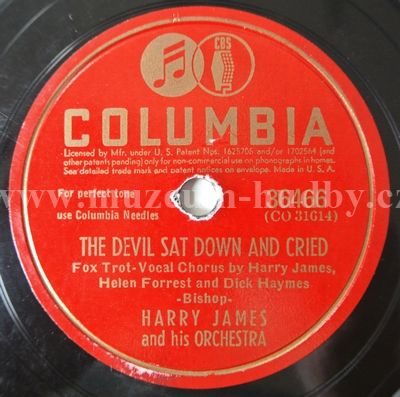 CBS
COLUMBIA
Licensed by Mfr. under U. S. Patent Nos. 1625705 and/or 1702564 (and
other patents pending) only for non-commercial use on phonographs in homes.
See detailed trade mark and patent notices on envelope. Made in U. S. A.
For perfect tone
use Columbia Needles
36466
(CO 31614)
www.muzeum-hudby.cz
THE DEVIL SAT DOWN AND CRIED
Fox Trot-Vocal Chorus by Harry James,
Helen Forrest and Dick Haymes
-Bishop-
HARRY JAMES
and his ORCHESTRA